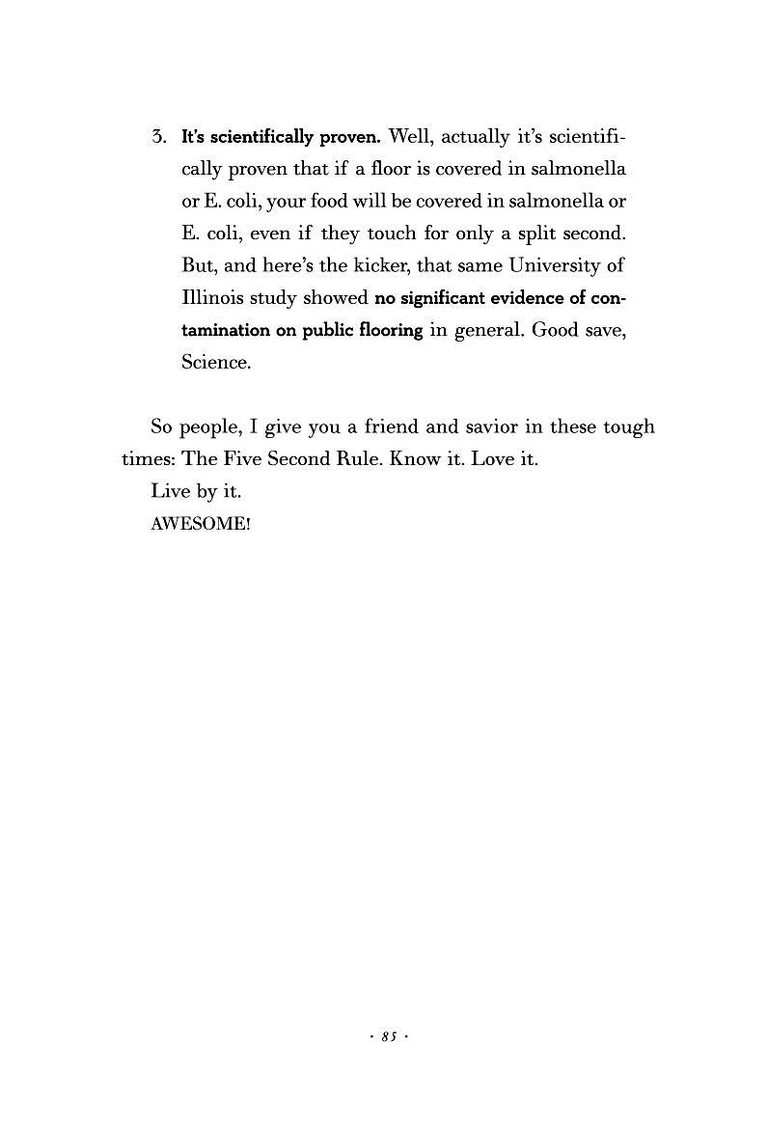 3. It's scientifically proven. Well, actually it's scientifi-
cally proven that if a floor is covered in salmonella
or E. coli, your food will be covered in salmonella or
E. coli, even if they touch for only a split second.
But, and here's the kicker, that same University of
Illinois study showed no significant evidence of con-
tamination on public flooring in general. Good save,
Science.
So people, I give you a friend and savior in these tough
times: The Five Second Rule. Know it. Love it.
Live by it.
AWESOME!
· 85 ·